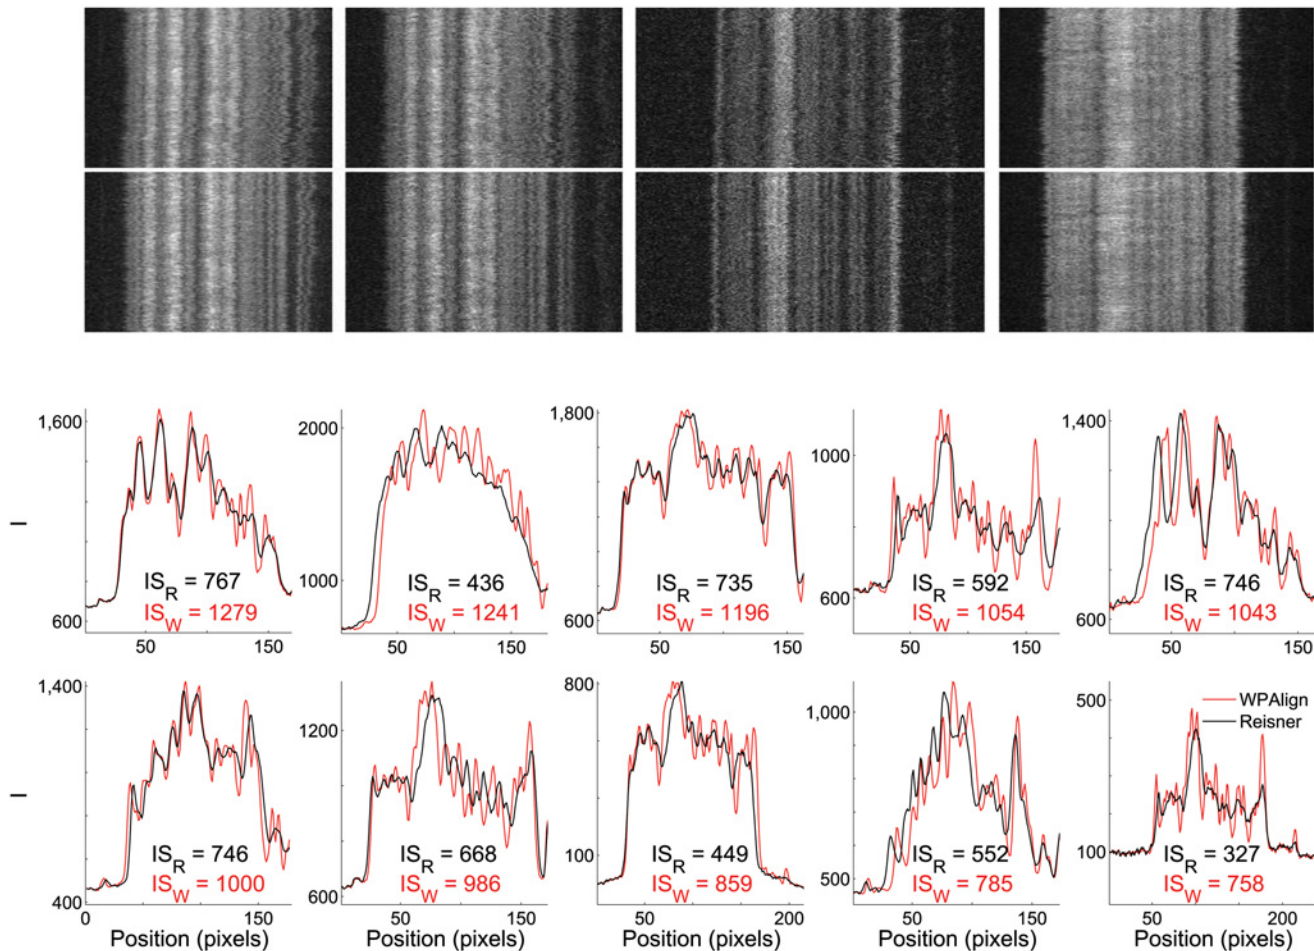 1,600
I
600
IS_R = 767
IS_W = 1279
50
150
2000
1000
IS_R = 436
IS_W = 1241
50
150
1,800
600
IS_R = 735
IS_W = 1196
50
150
1000
600
IS_R = 592
IS_W = 1054
50
150
1,400
600
IS_R = 746
IS_W = 1043
50
150
1,400
I
400
IS_R = 746
IS_W = 1000
0
150
Position (pixels)
1200
600
IS_R = 668
IS_W = 986
50
150
Position (pixels)
800
100
IS_R = 449
IS_W = 859
50
200
Position (pixels)
1,000
500
IS_R = 552
IS_W = 785
50
150
Position (pixels)
500
WPAlign
Reisner
100
IS_R = 327
IS_W = 758
50
200
Position (pixels)